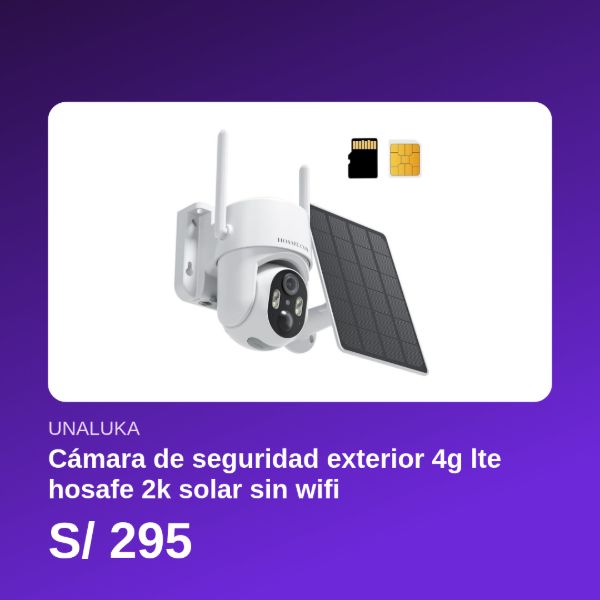 UNALUKA
Cámara de seguridad exterior 4g lte
hosafe 2k solar sin wifi
S/ 295